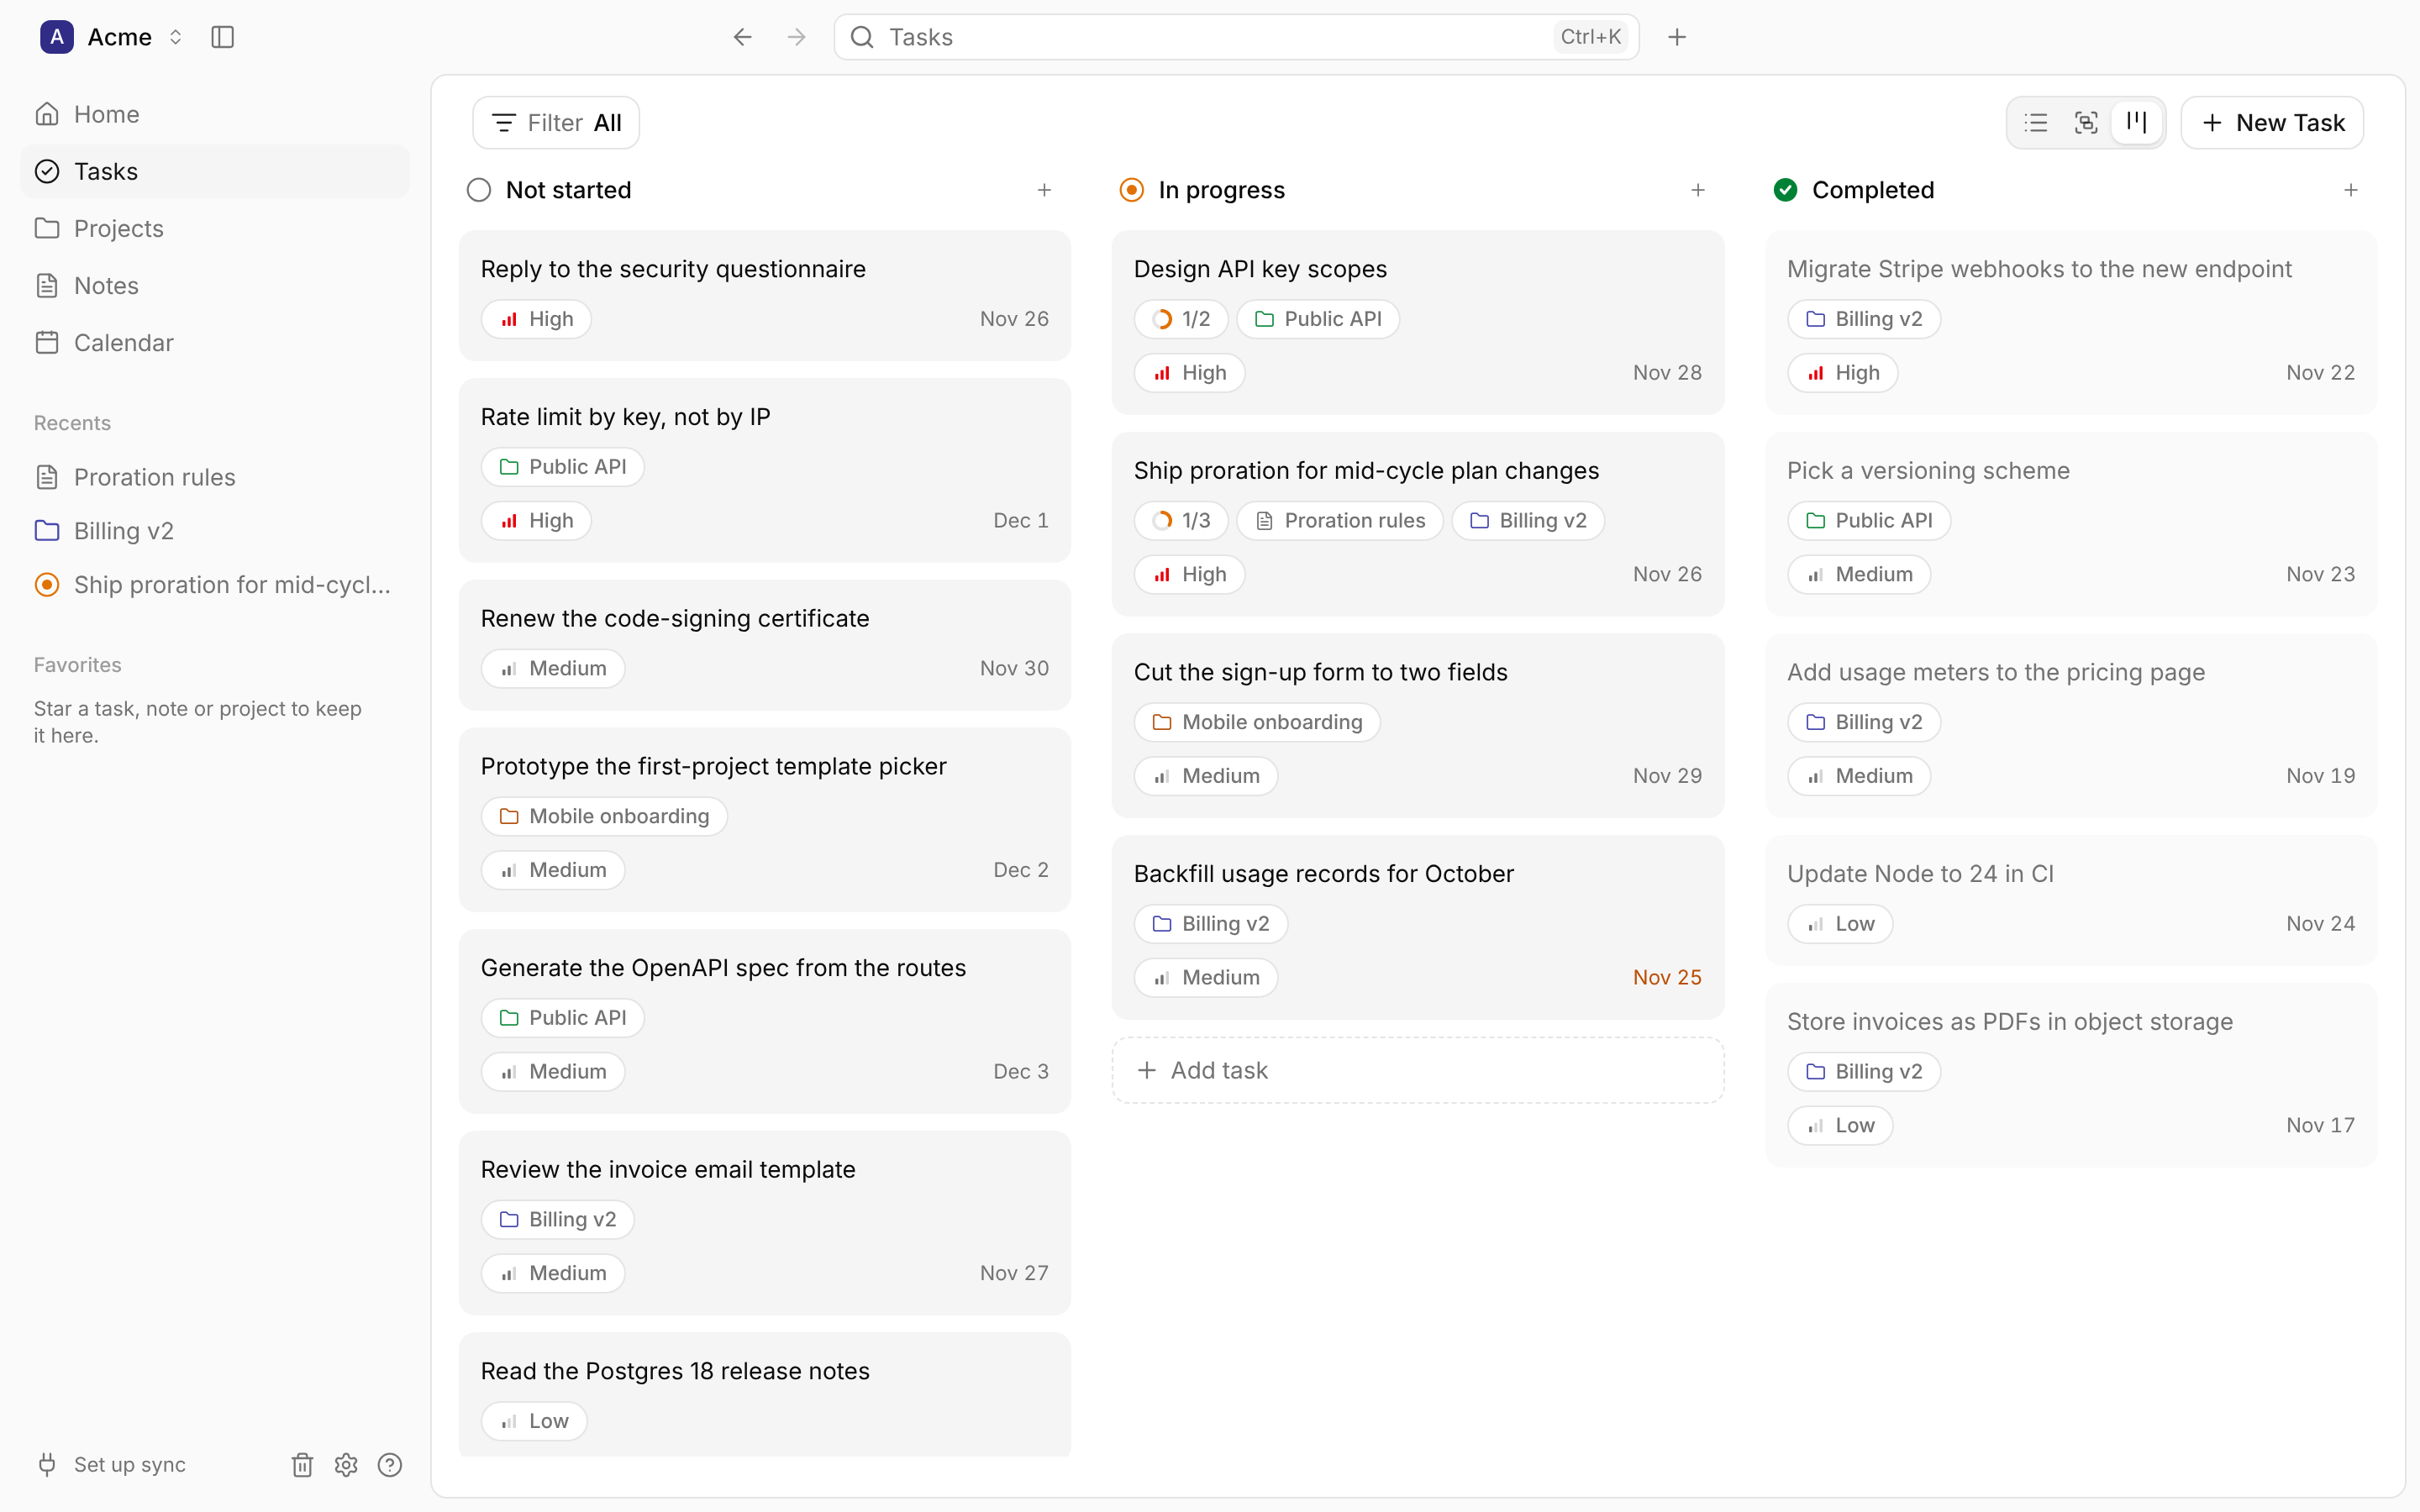 A Acme
Tasks Ctrl+K
Home
Tasks
Projects
Notes
Calendar
Recents
Proration rules
Billing v2
Ship proration for mid-cycl...
Favorites
Star a task, note or project to keep
it here.
Set up sync
Filter All
New Task
Not started
Reply to the security questionnaire
High Nov 26
Rate limit by key, not by IP
Public API
High Dec 1
Renew the code-signing certificate
Medium Nov 30
Prototype the first-project template picker
Mobile onboarding
Medium Dec 2
Generate the OpenAPI spec from the routes
Public API
Medium Dec 3
Review the invoice email template
Billing v2
Medium Nov 27
Read the Postgres 18 release notes
Low
In progress
Design API key scopes
1/2 Public API
High Nov 28
Ship proration for mid-cycle plan changes
1/3 Proration rules Billing v2
High Nov 26
Cut the sign-up form to two fields
Mobile onboarding
Medium Nov 29
Backfill usage records for October
Billing v2
Medium Nov 25
Add task
Completed
Migrate Stripe webhooks to the new endpoint
Billing v2
High Nov 22
Pick a versioning scheme
Public API
Medium Nov 23
Add usage meters to the pricing page
Billing v2
Medium Nov 19
Update Node to 24 in CI
Low Nov 24
Store invoices as PDFs in object storage
Billing v2
Low Nov 17